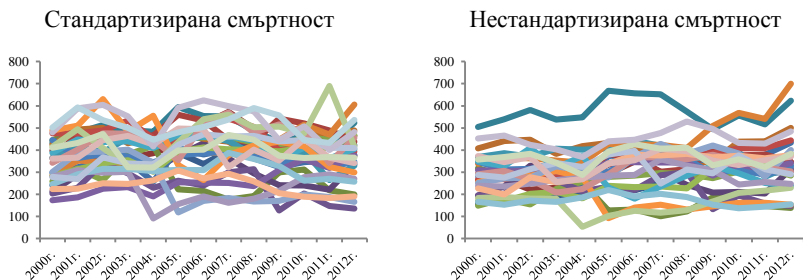 Стандартизирана смъртност
800
700
600
500
400
300
200
100
0
2000г.
2001г.
2002г.
2003г.
2004г.
2005г.
2006г.
2007г.
2008г.
2009г.
2010г.
2011г.
2012г.
Нестандартизирана смъртност
800
700
600
500
400
300
200
100
0
2000г.
2001г.
2002г.
2003г.
2004г.
2005г.
2006г.
2007г.
2008г.
2009г.
2010г.
2011г.
2012г.